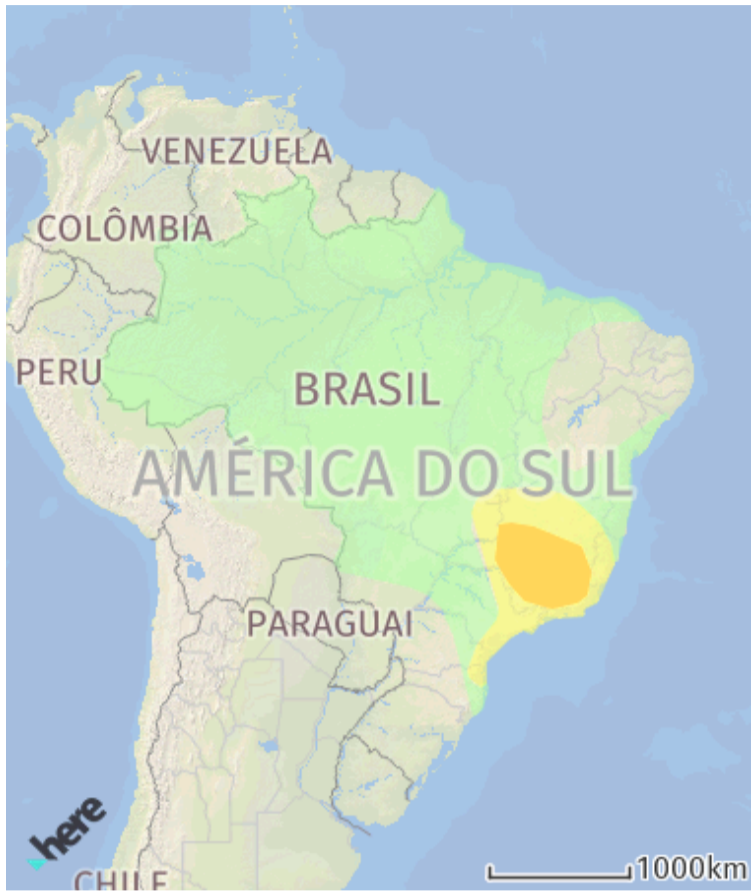 VENEZUELA
COLÔMBIA
PERU
BRASIL
AMÉRICA DO SUL
PARAGUAI
here
1000km
CHILE